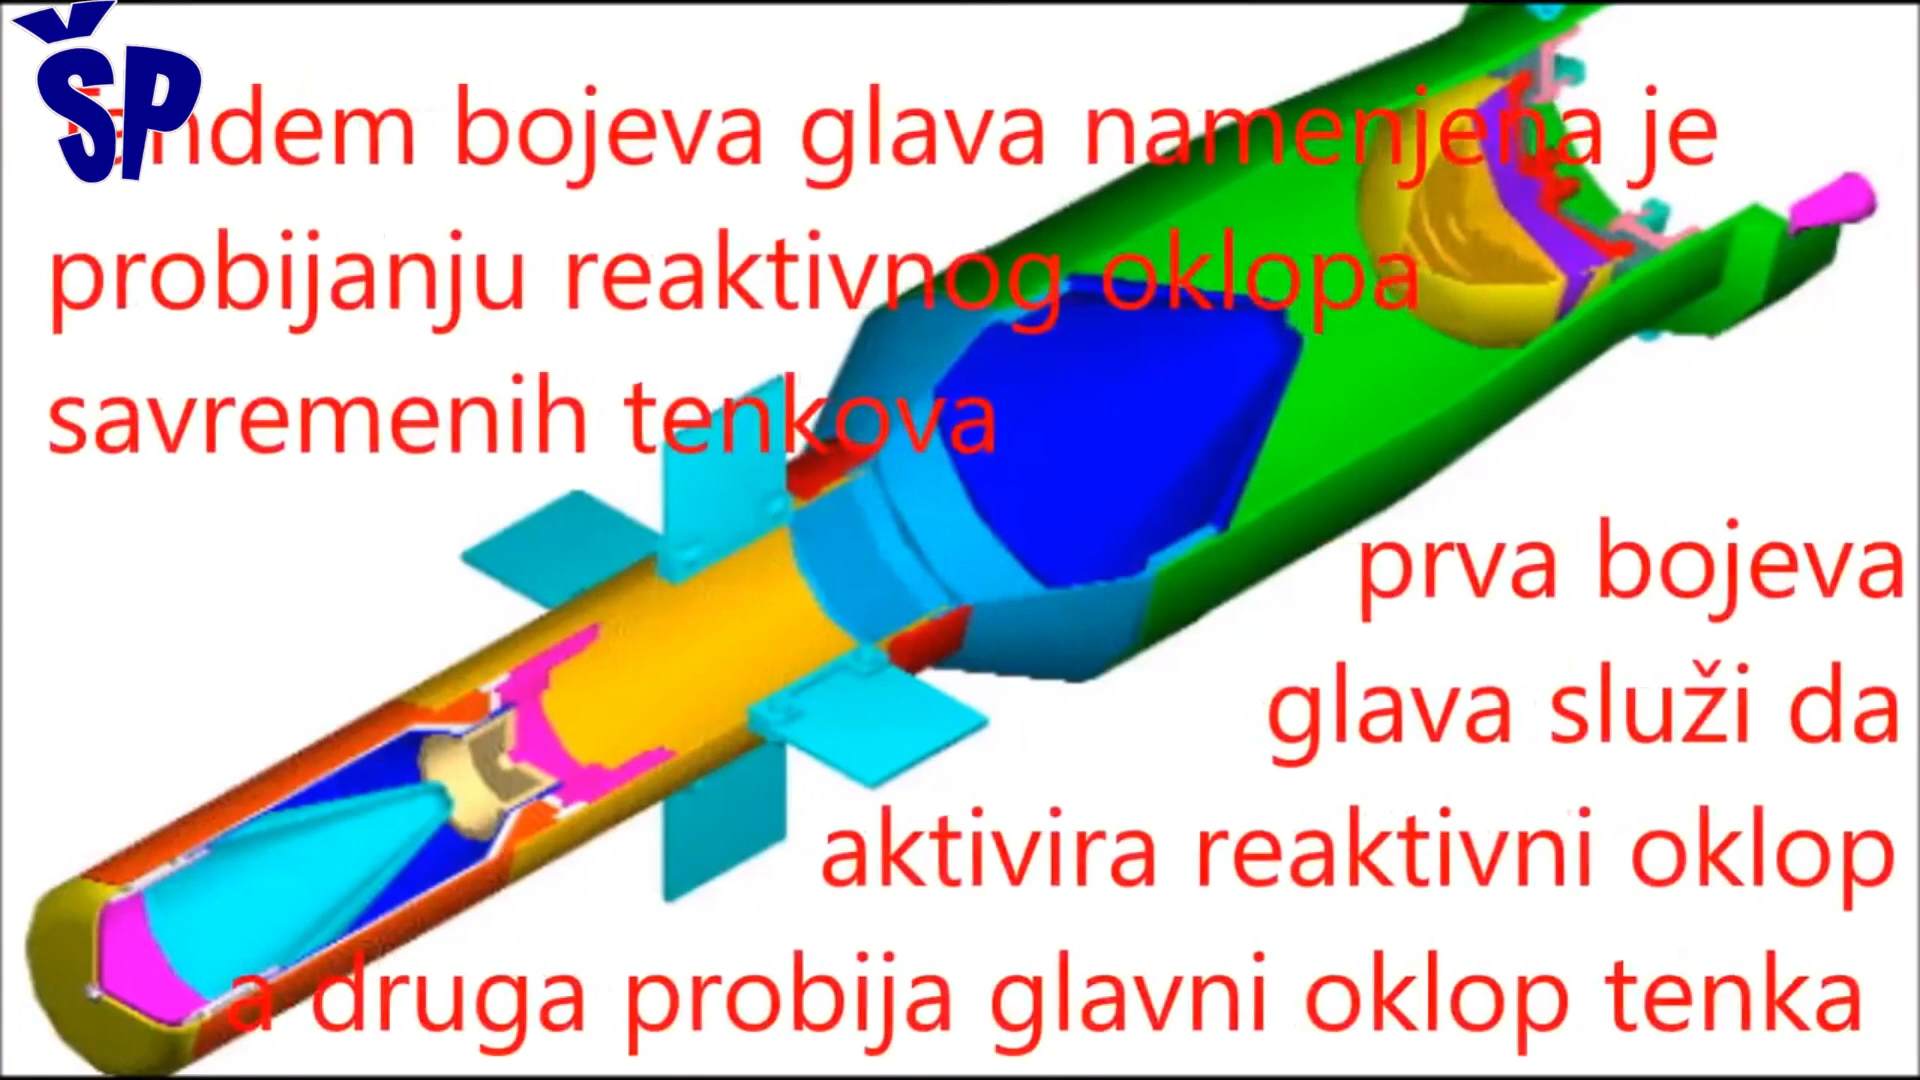 ŠP
tandem bojeva glava namenjena je
probijanju reaktivnog oklopa
savremenih tenkova
prva bojeva
glava služi da
aktivira reaktivni oklop
a druga probija glavni oklop tenka